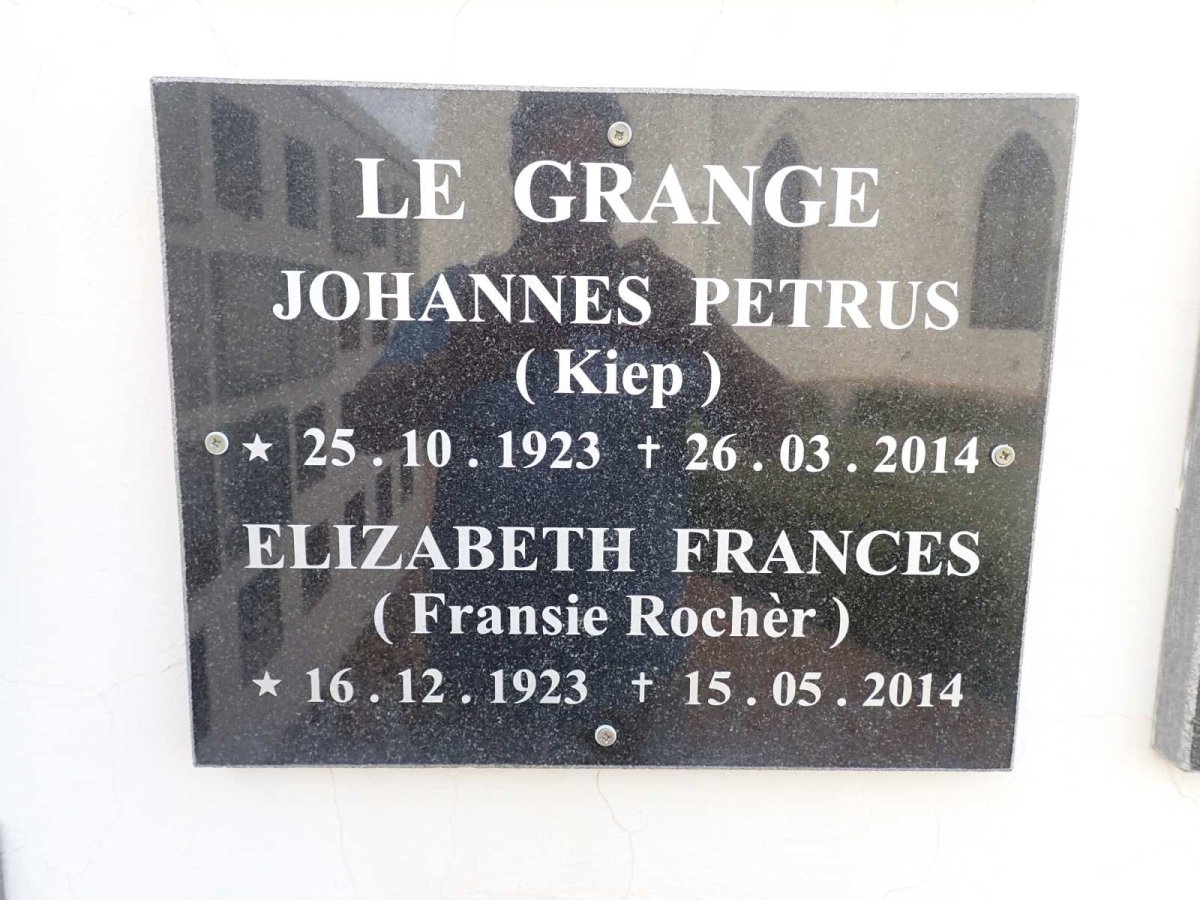 LE GRANGE
JOHANNES PETRUS
( Kiep )
★ 25 . 10 . 1923 ✝ 26 . 03 . 2014
ELIZABETH FRANCES
( Fransie Rochèr )
★ 16 . 12 . 1923 ✝ 15 . 05 . 2014